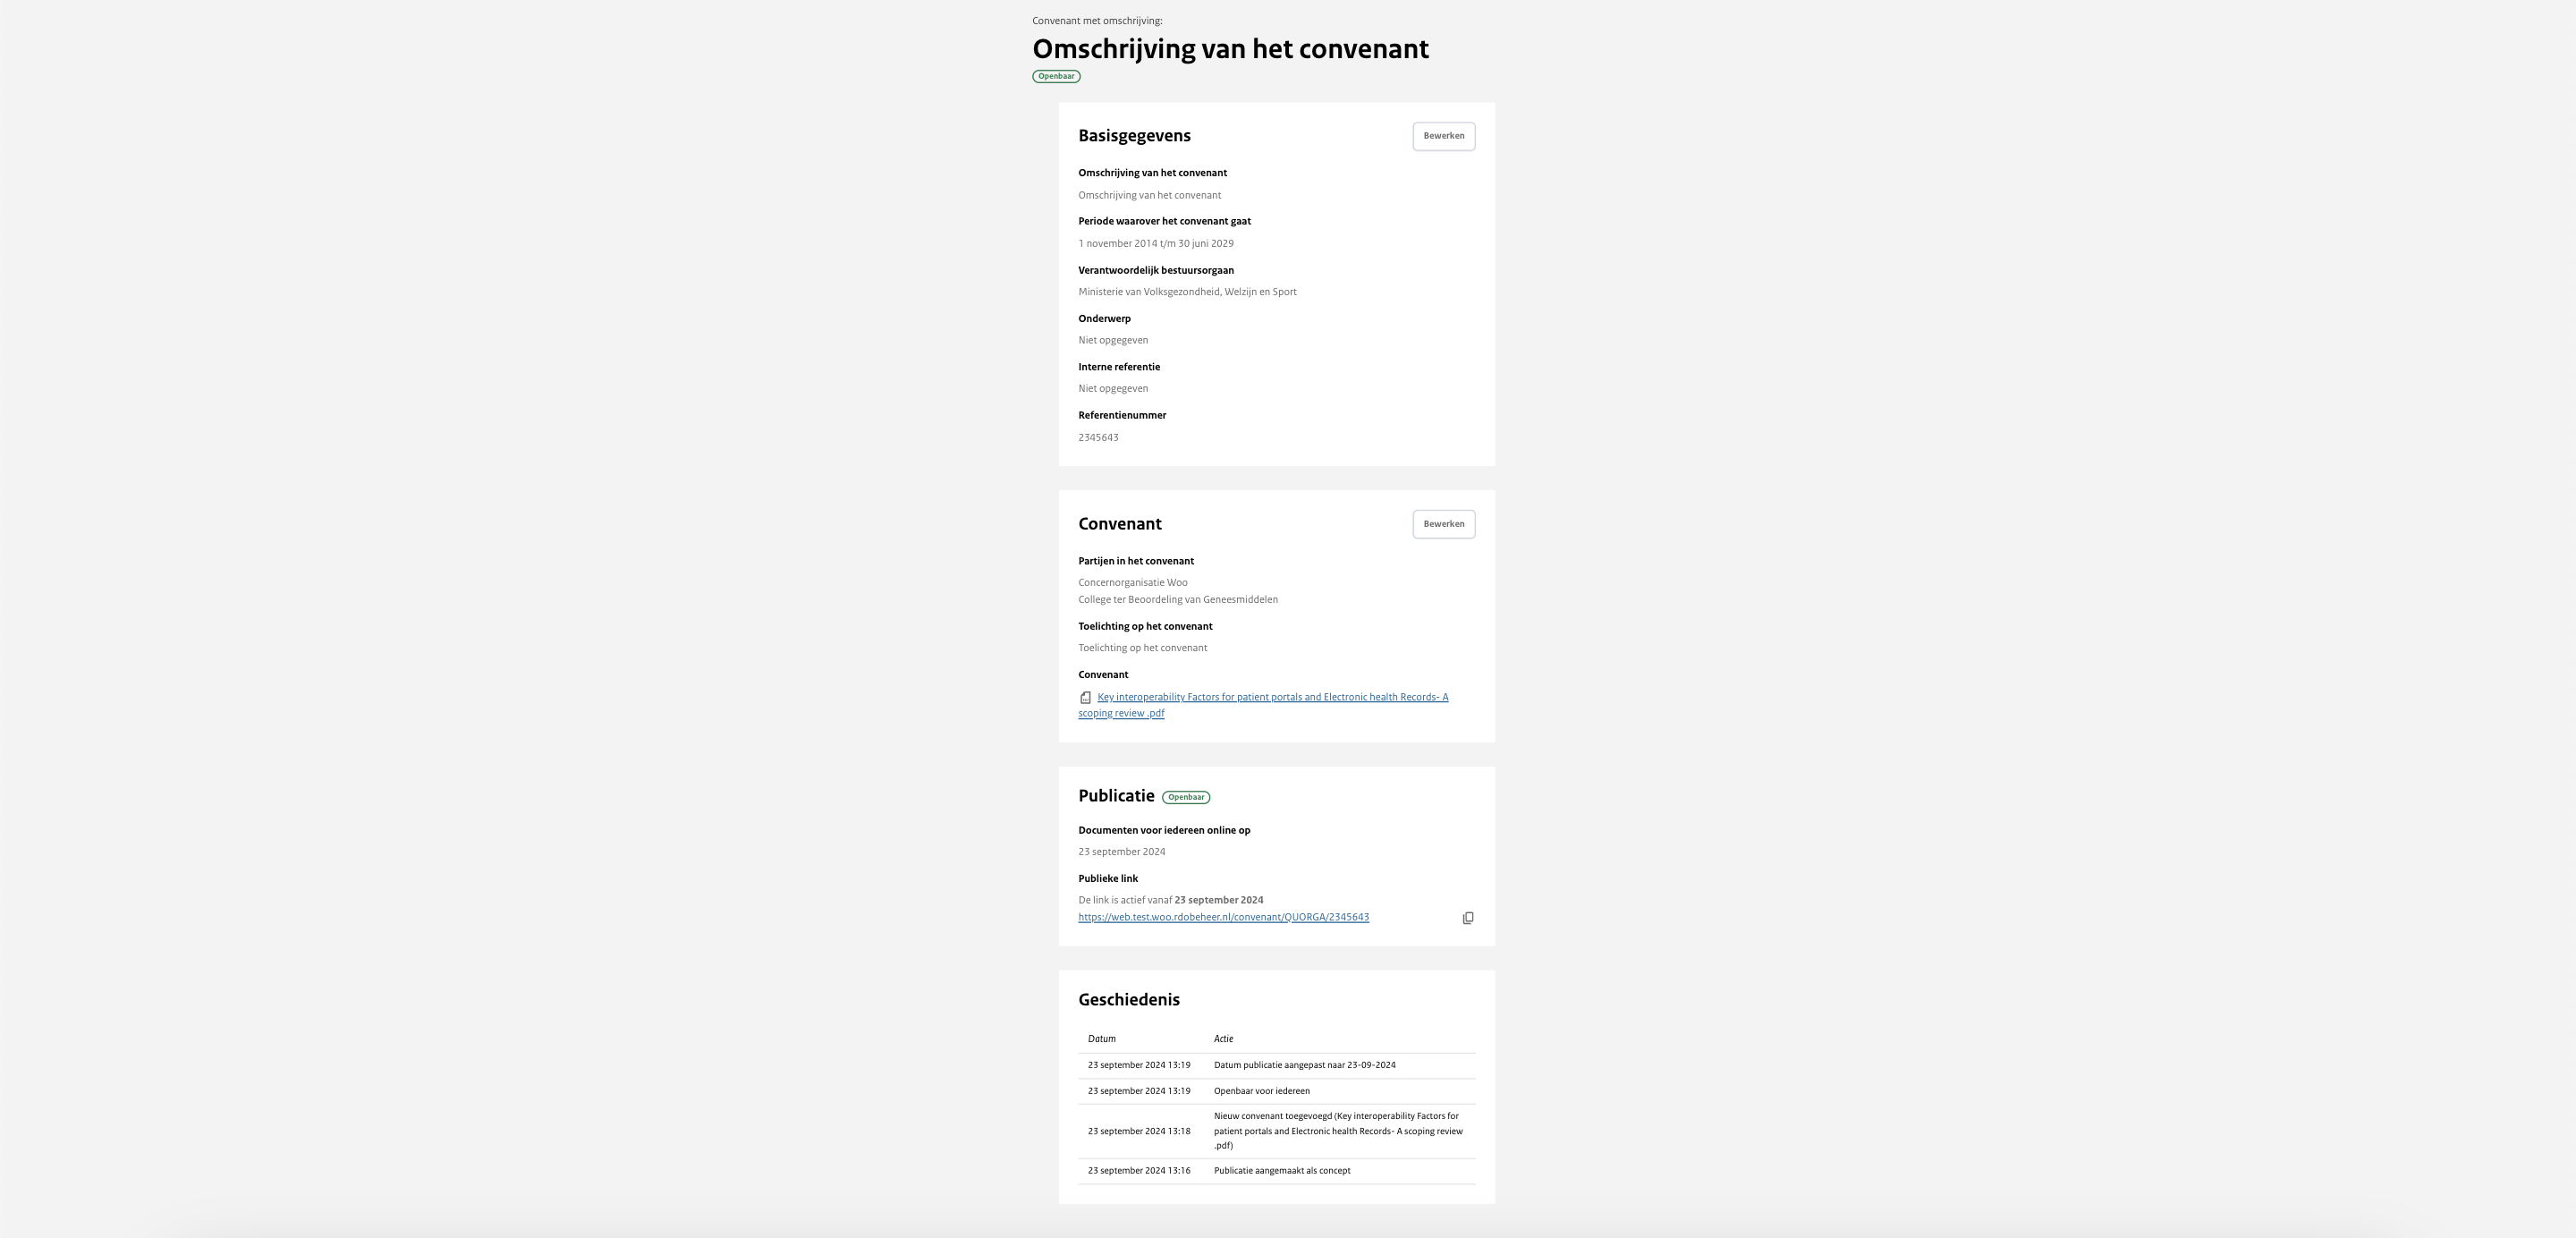 Convenant met omschrijving:
Omschrijving van het convenant
Openbaar
Basisgegevens
Bewerken
Omschrijving van het convenant
Omschrijving van het convenant
Periode waarover het convenant gaat
1 november 2014 t/m 30 juni 2029
Verantwoordelijk bestuursorgaan
Ministerie van Volksgezondheid, Welzijn en Sport
Onderwerp
Niet opgegeven
Interne referentie
Niet opgegeven
Referentienummer
2345643
Convenant
Bewerken
Partijen in het convenant
Concernorganisatie Woo
College ter Beoordeling van Geneesmiddelen
Toelichting op het convenant
Toelichting op het convenant
Convenant
Key interoperability Factors for patient portals and Electronic health Records- A
scoping review .pdf
Publicatie Openbaar
Documenten voor iedereen online op
23 september 2024
Publieke link
De link is actief vanaf 23 september 2024
https://web.test.woo.rdobeheer.nl/convenant/QUORGA/2345643
Geschiedenis
Datum Actie
23 september 2024 13:19 Datum publicatie aangepast naar 23-09-2024
23 september 2024 13:19 Openbaar voor iedereen
Nieuw convenant toegevoegd (Key interoperability Factors for
23 september 2024 13:18 patient portals and Electronic health Records- A scoping review
.pdf)
23 september 2024 13:16 Publicatie aangemaakt als concept